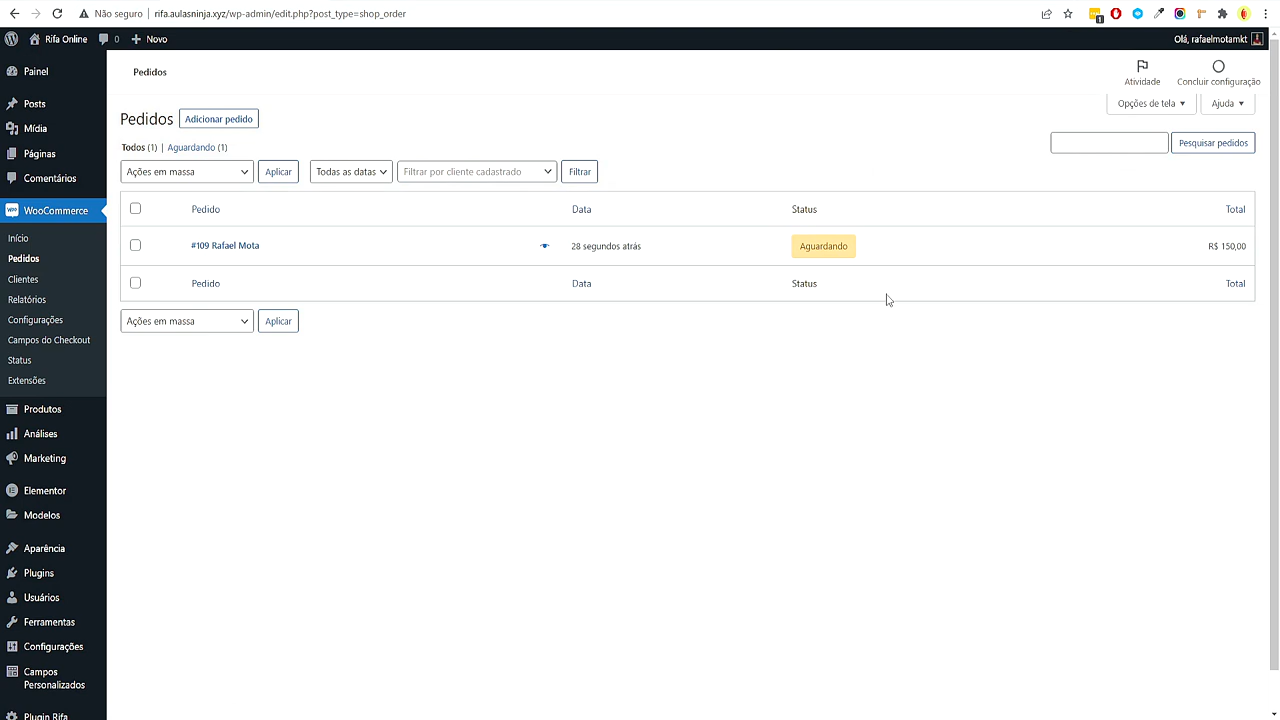 Não seguro
rifa.aulasninja.xyz/wp-admin/edit.php?post_type=shop_order
1
Rifa Online
0
Novo
Olá, rafaelmotamkt
Painel
Posts
Mídia
Páginas
Comentários
WooCommerce
Início
Pedidos
Clientes
Relatórios
Configurações
Campos do Checkout
Status
Extensões
Produtos
Análises
Marketing
Elementor
Modelos
Aparência
Plugins
Usuários
Ferramentas
Configurações
Campos
Personalizados
Plugin Rifa
Pedidos
Atividade
Concluir configuração
Opções de tela
Ajuda
Pedidos
Adicionar pedido
Todos (1) | Aguardando (1)
Pesquisar pedidos
Ações em massa
Aplicar
Todas as datas
Filtrar por cliente cadastrado
Filtrar
Pedido
Data
Status
Total
#109 Rafael Mota
28 segundos atrás
Aguardando
R$ 150,00
Pedido
Data
Status
Total
Ações em massa
Aplicar